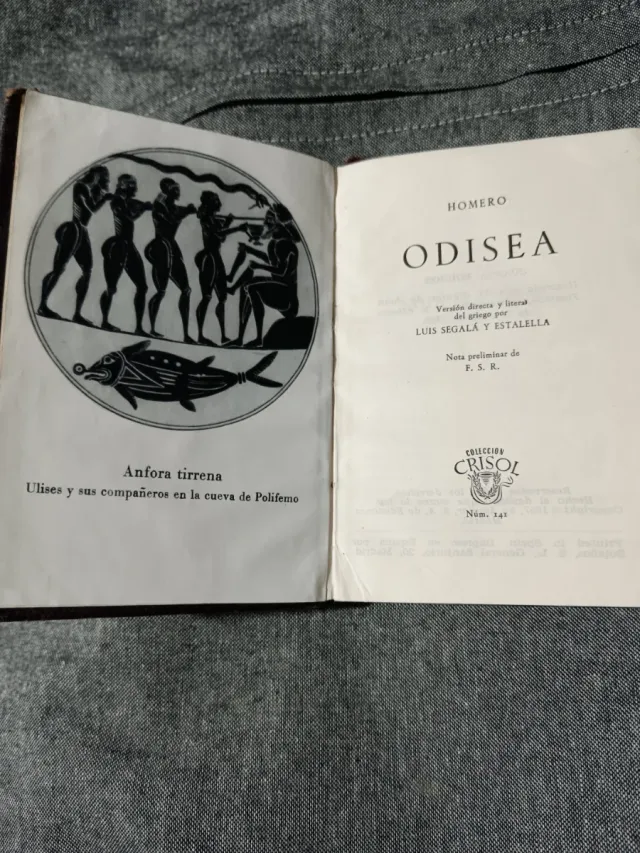 Anfora tirrena
Ulises y sus compañeros en la cueva de Polifemo
HOMERO
ODISEA
Versión directa y literal
del griego por
LUIS SEGALÁ Y ESTALELLA
Nota preliminar de
F. S. R.
COLECCION
CRISOL
Núm. 141